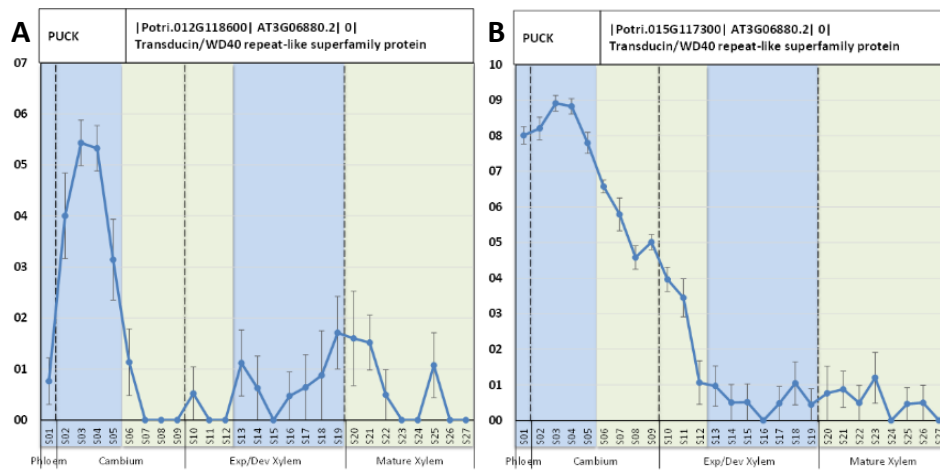 A
PUCK
|Potri.012G118600| AT3G06880.2| 0|
Transducin/WD40 repeat-like superfamily protein
07
06
05
04
03
02
01
00
S01 S02 S03 S04 S05 S06 S07 S08 S09 S10 S11 S12 S13 S14 S15 S16 S17 S18 S19 S20 S21 S22 S23 S24 S25 S26 S27
Phloem Cambium Exp/Dev Xylem Mature Xylem
B
PUCK
|Potri.015G117300| AT3G06880.2| 0|
Transducin/WD40 repeat-like superfamily protein
10
09
08
07
06
05
04
03
02
01
00
S01 S02 S03 S04 S05 S06 S07 S08 S09 S10 S11 S12 S13 S14 S15 S16 S17 S18 S19 S20 S21 S22 S23 S24 S25 S26 S27
Phloem Cambium Exp/Dev Xylem Mature Xylem